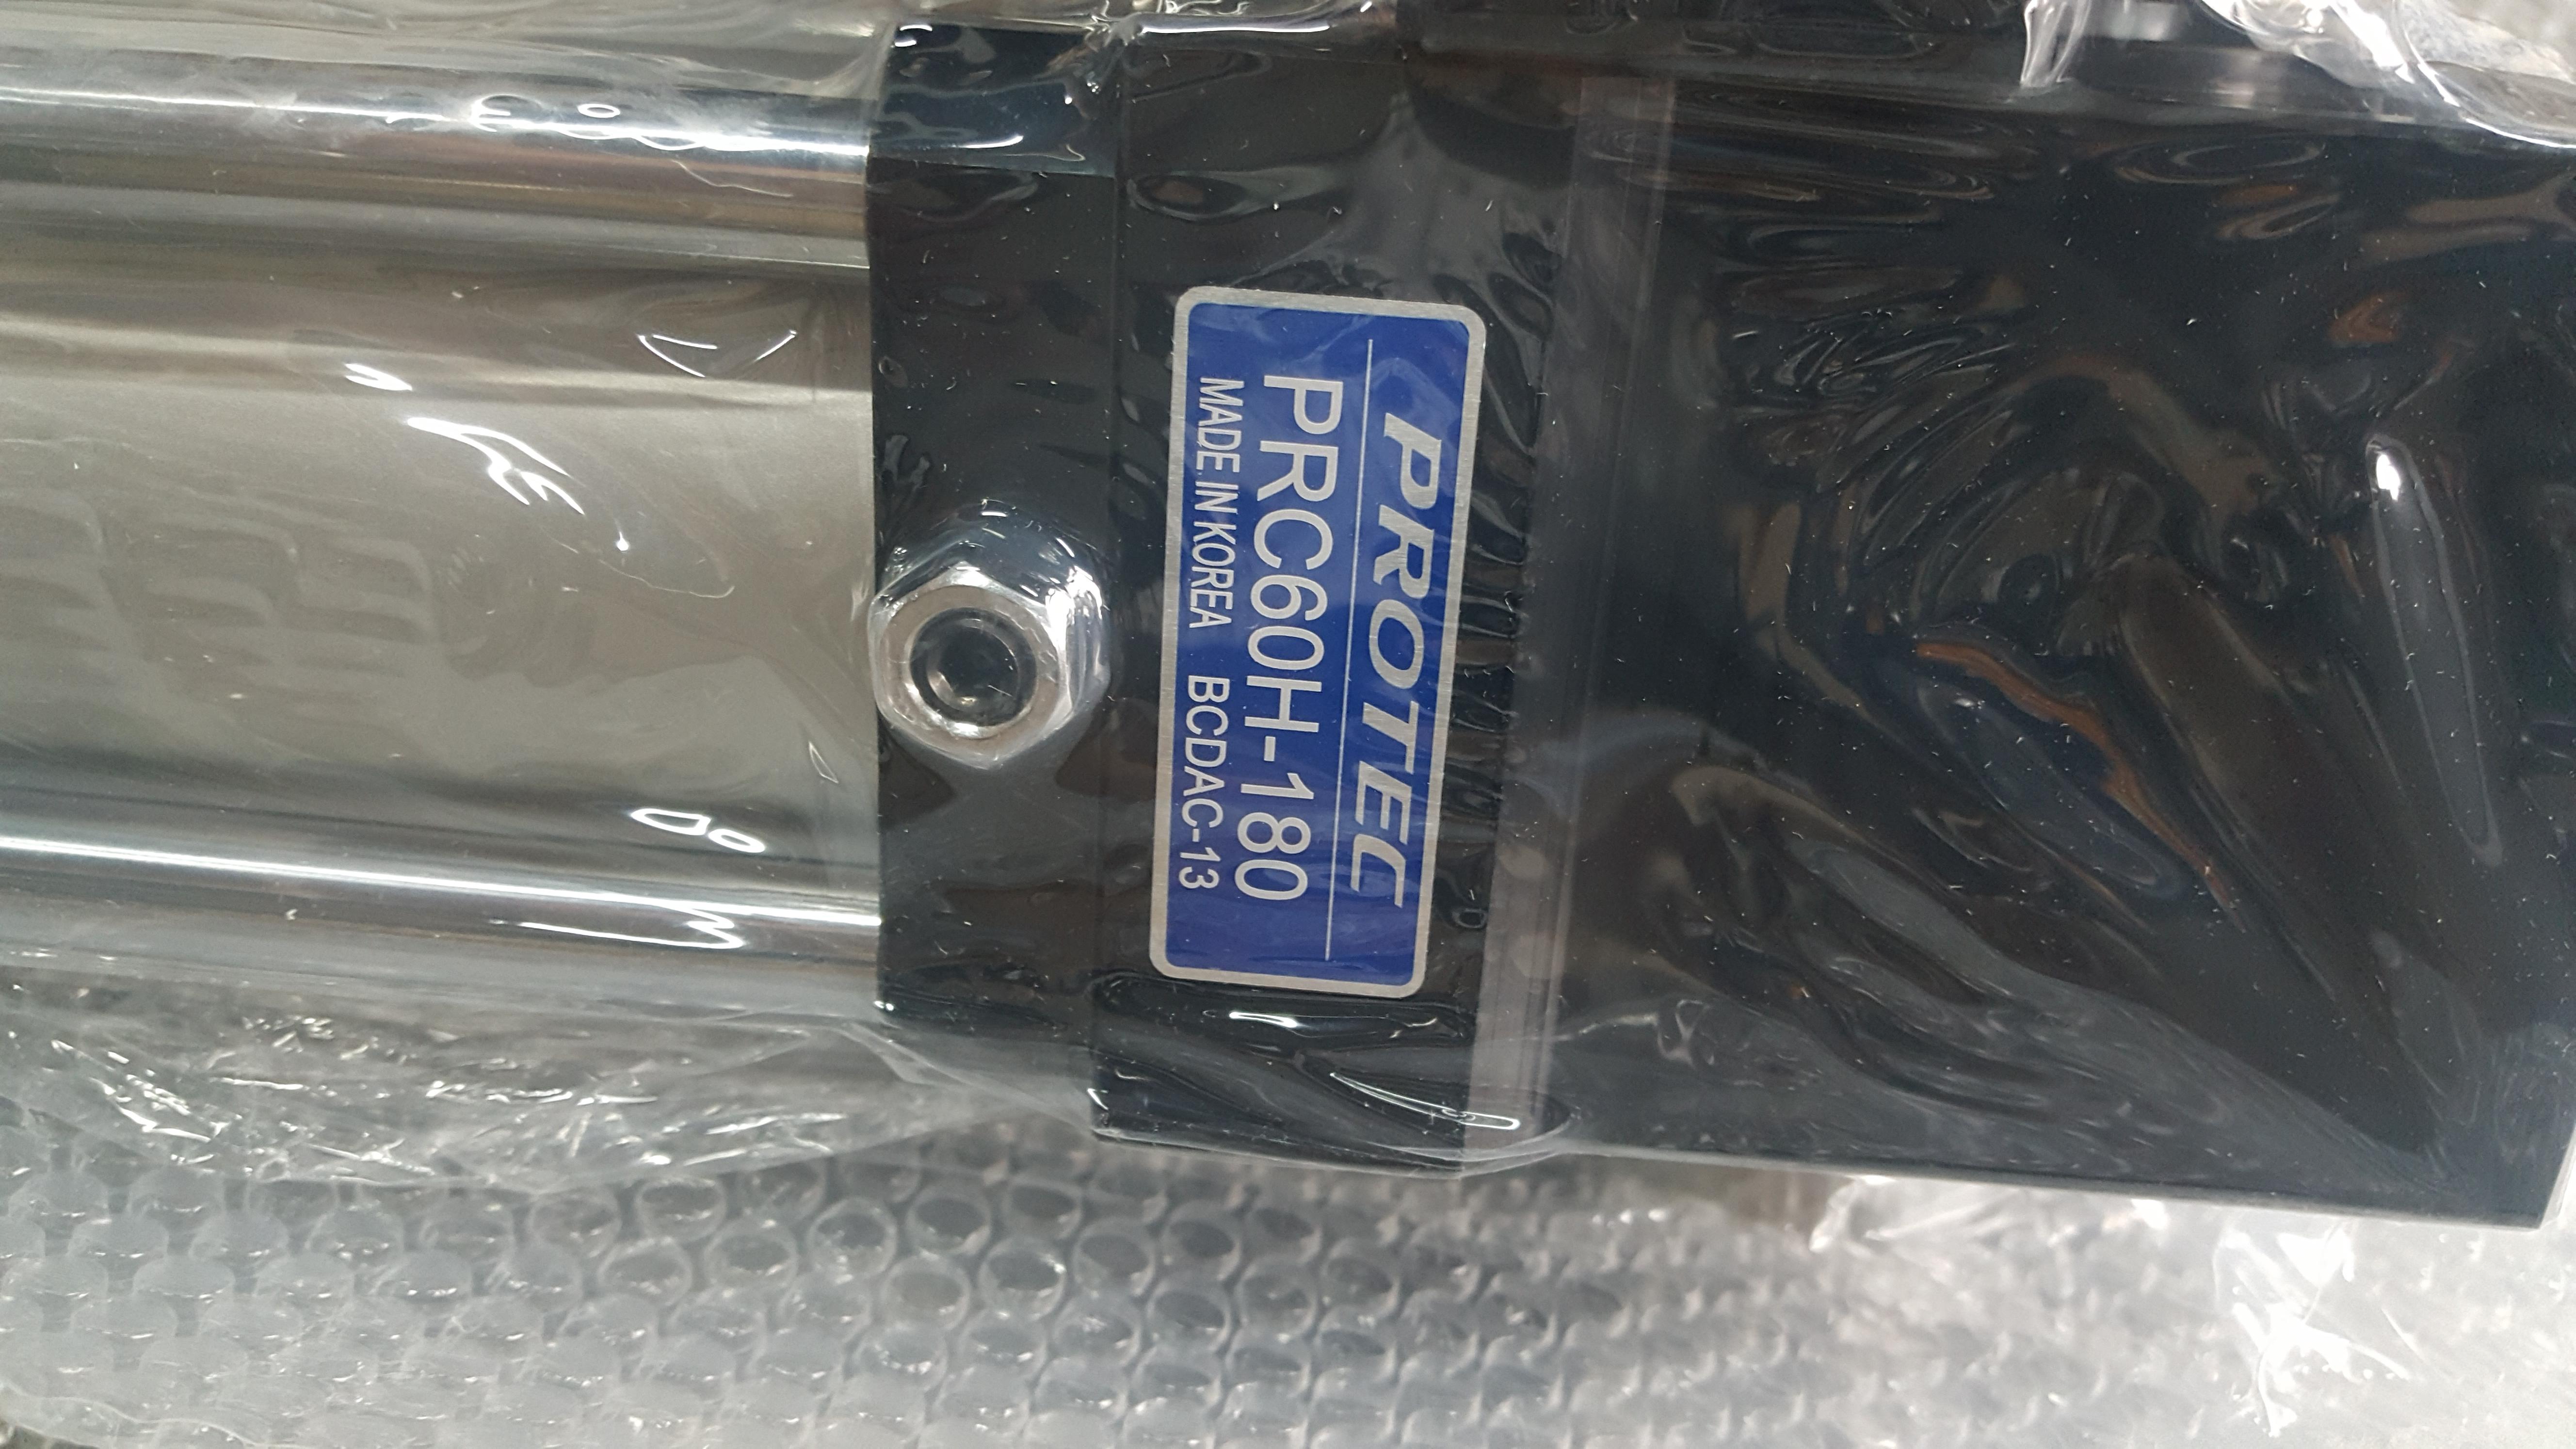 PROTEC
PRC60H-180
MADE IN KOREA BCDAC-13